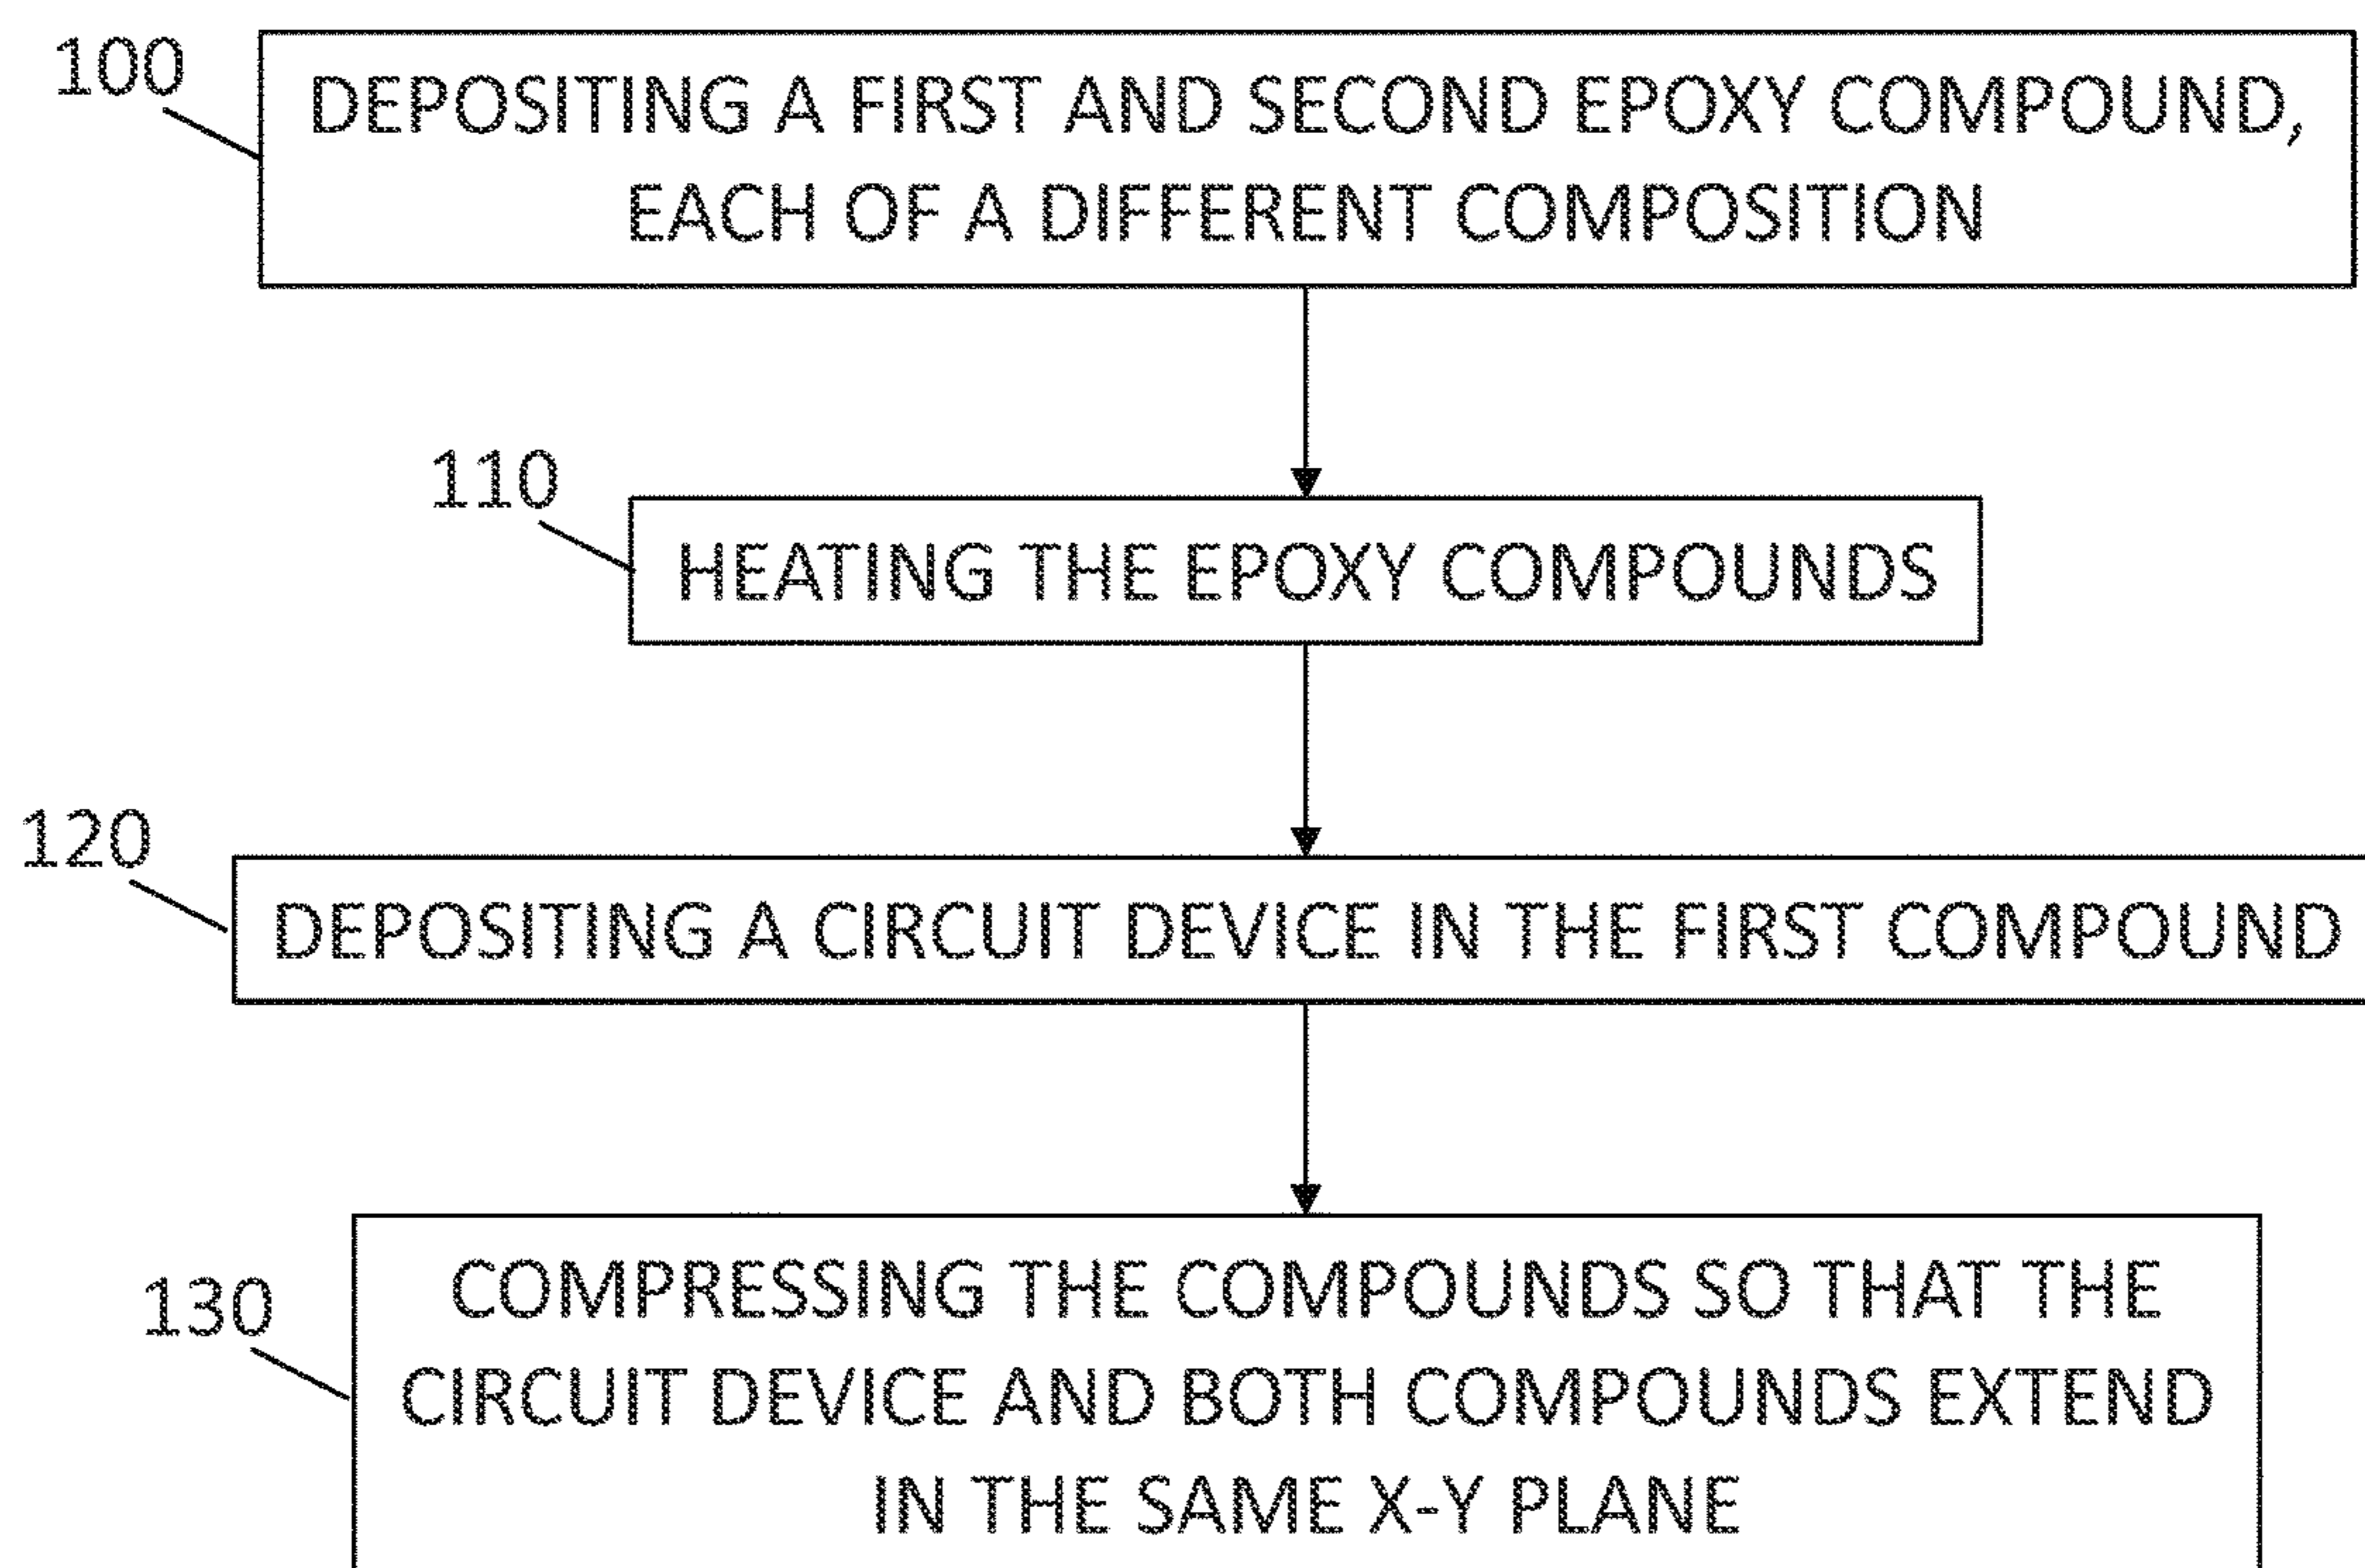 100
DEPOSITING A FIRST AND SECOND EPOXY COMPOUND,
EACH OF A DIFFERENT COMPOSITION
110
HEATING THE EPOXY COMPOUNDS
120
DEPOSITING A CIRCUIT DEVICE IN THE FIRST COMPOUND
130
COMPRESSING THE COMPOUNDS SO THAT THE
CIRCUIT DEVICE AND BOTH COMPOUNDS EXTEND
IN THE SAME X-Y PLANE